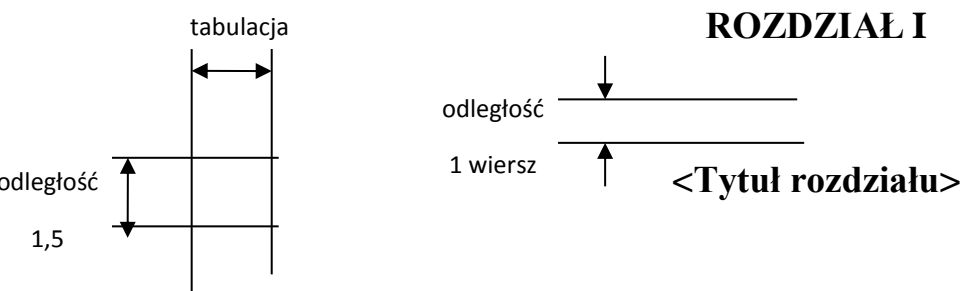 tabulacja
ROZDZIAŁ I
odległość
1 wiersz
<Tytuł rozdziału>
odległość
1,5